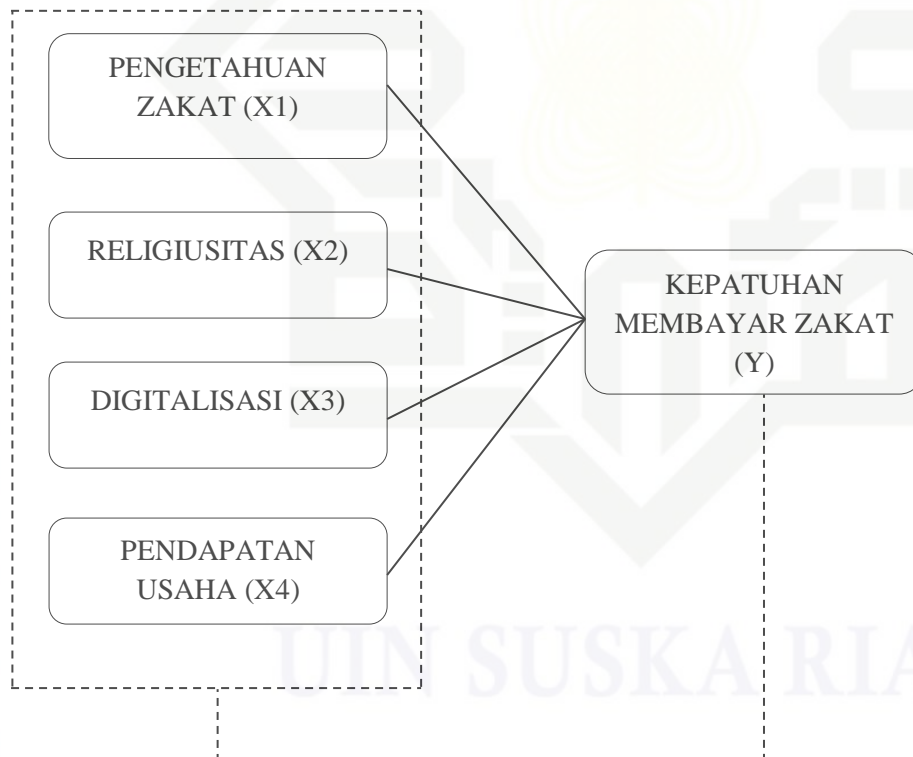 PENGETAHUAN
ZAKAT (X1)
RELIGIUSITAS (X2)
DIGITALISASI (X3)
PENDAPATAN
USAHA (X4)
KEPATUHAN
MEMBAYAR ZAKAT
(Y)
UIN SUSKA RIA